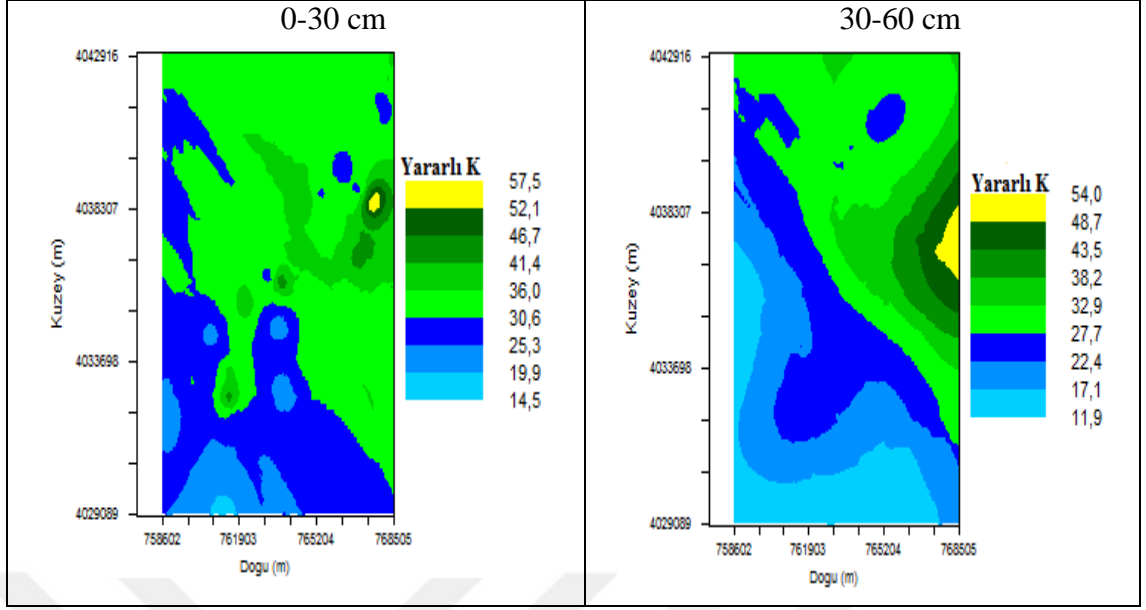 0-30 cm
4042916
4038307
4033698
4029089
Kuzey (m)
758602 761903 765204 768505
Dogu (m)
Yararlı K
57,5
52,1
46,7
41,4
36,0
30,6
25,3
19,9
14,5
30-60 cm
4042916
4038307
4033698
4029089
Kuzey (m)
758602 761903 765204 768505
Dogu (m)
Yararlı K
54,0
48,7
43,5
38,2
32,9
27,7
22,4
17,1
11,9